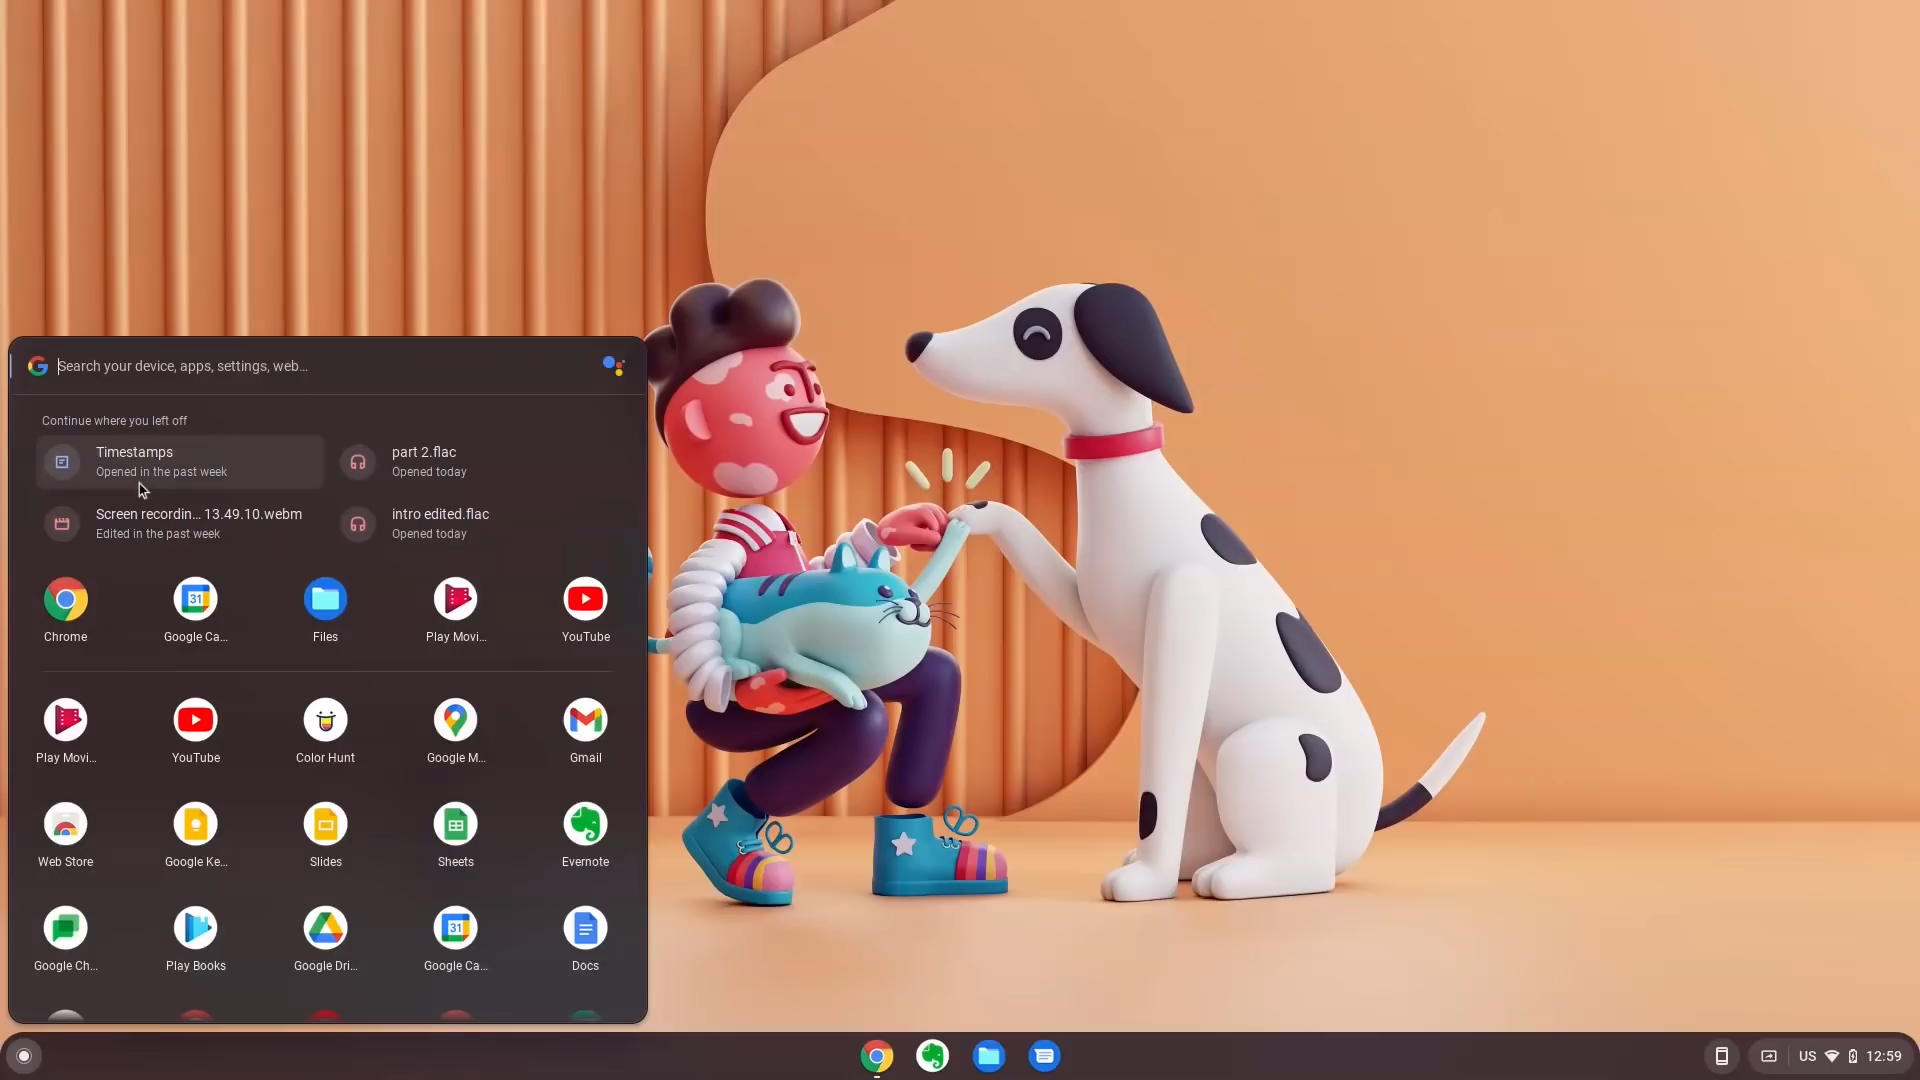 Search your device, apps, settings, web...
Continue where you left off
Timestamps
Opened in the past week
part 2.flac
Opened today
Screen recordin... 13.49.10.webm
Edited in the past week
intro edited.flac
Opened today
31
Chrome
Google Ca...
Files
Play Movi...
YouTube
Play Movi...
YouTube
Color Hunt
Google M...
Gmail
Web Store
Google Ke...
Slides
Sheets
Evernote
31
Google Ch...
Play Books
Google Dri...
Google Ca...
Docs
US
12:59